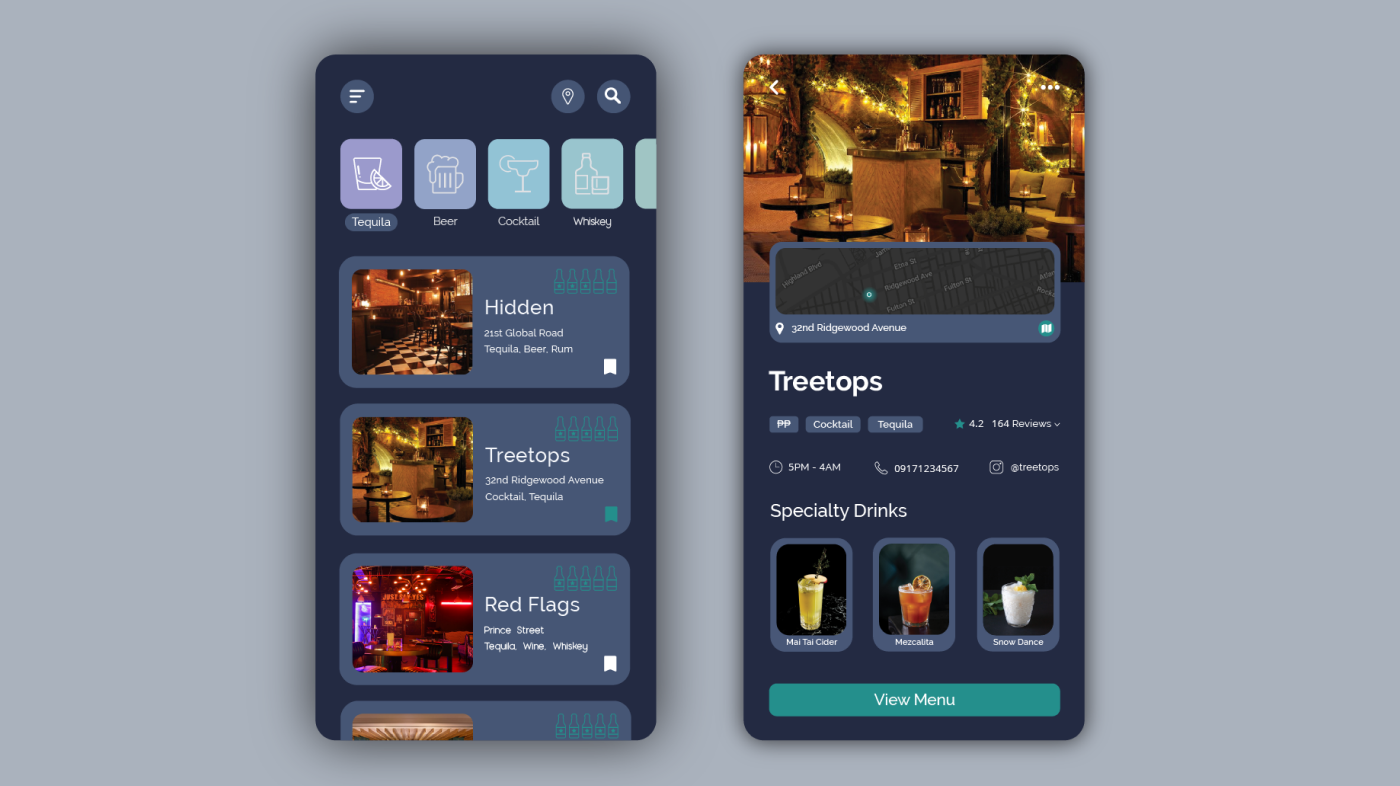 Tequila
Beer
Cocktail
Whiskey
Hidden
21st Global Road
Tequila, Beer, Rum
Treetops
32nd Ridgewood Avenue
Cocktail, Tequila
Red Flags
Prince Street
Tequila, Wine, Whiskey
Highland Blvd
Etna St
Ridgewood Ave
Fulton St
Fulton St
32nd Ridgewood Avenue
Treetops
₱₱ Cocktail Tequila 4.2 164 Reviews
5PM - 4AM 09171234567 @treetops
Specialty Drinks
Mai Tai Cider
Mezcalita
Snow Dance
View Menu